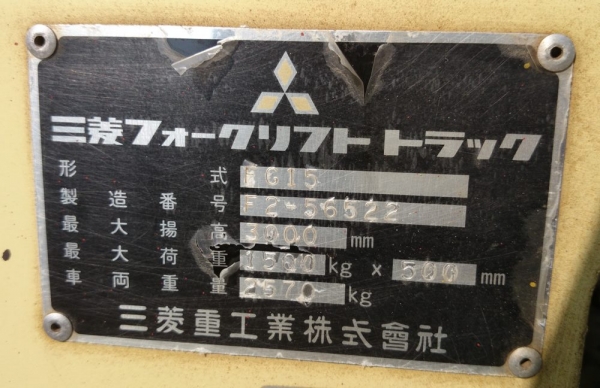 三菱フォークリフトトラック
形式 FG15
製造番号 F2-56522
最大揚高 3000 mm
最大荷重 1500 kg x 500 mm
車両重量 2570 kg
三菱重工業株式會社